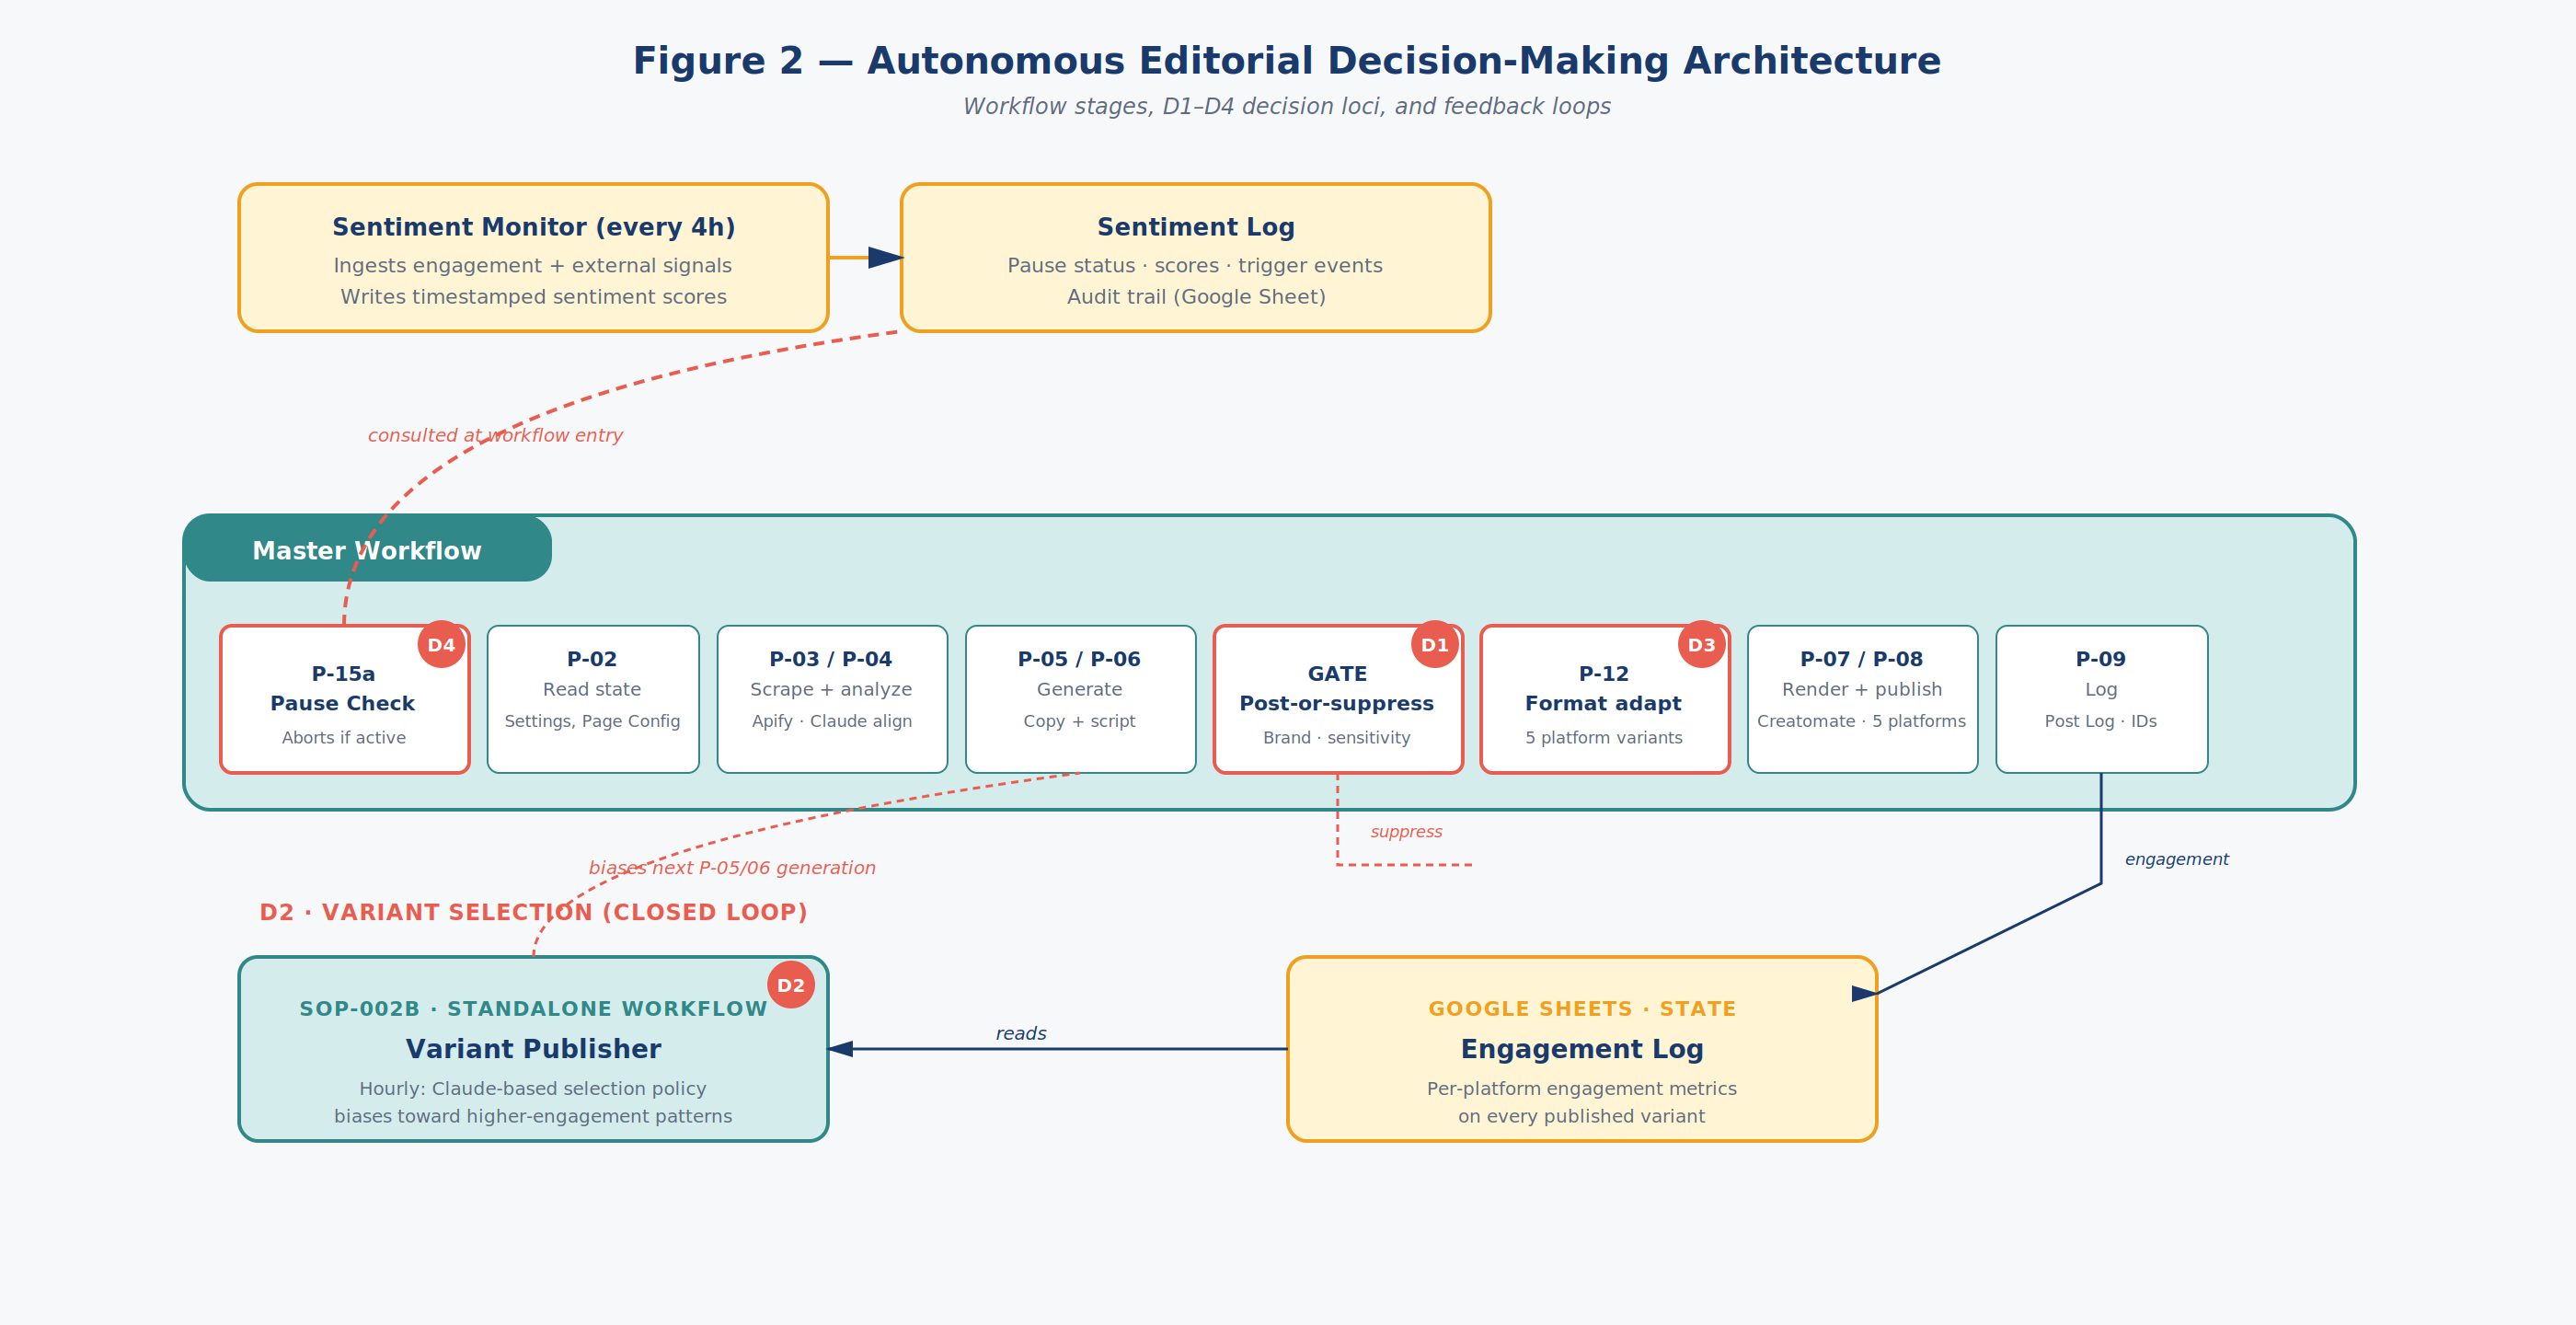 Figure 2 — Autonomous Editorial Decision-Making Architecture
Workflow stages, D1–D4 decision loci, and feedback loops
Sentiment Monitor (every 4h)
Ingests engagement + external signals
Writes timestamped sentiment scores
Sentiment Log
Pause status · scores · trigger events
Audit trail (Google Sheet)
consulted at workflow entry
Master Workflow
D4
P-15a
Pause Check
Aborts if active
P-02
Read state
Settings, Page Config
P-03 / P-04
Scrape + analyze
Apify · Claude align
P-05 / P-06
Generate
Copy + script
D1
GATE
Post-or-suppress
Brand · sensitivity
D3
P-12
Format adapt
5 platform variants
P-07 / P-08
Render + publish
Creatomate · 5 platforms
P-09
Log
Post Log · IDs
suppress
engagement
biases next P-05/06 generation
D2 · VARIANT SELECTION (CLOSED LOOP)
D2
SOP-002B · STANDALONE WORKFLOW
Variant Publisher
Hourly: Claude-based selection policy
biases toward higher-engagement patterns
reads
GOOGLE SHEETS · STATE
Engagement Log
Per-platform engagement metrics
on every published variant